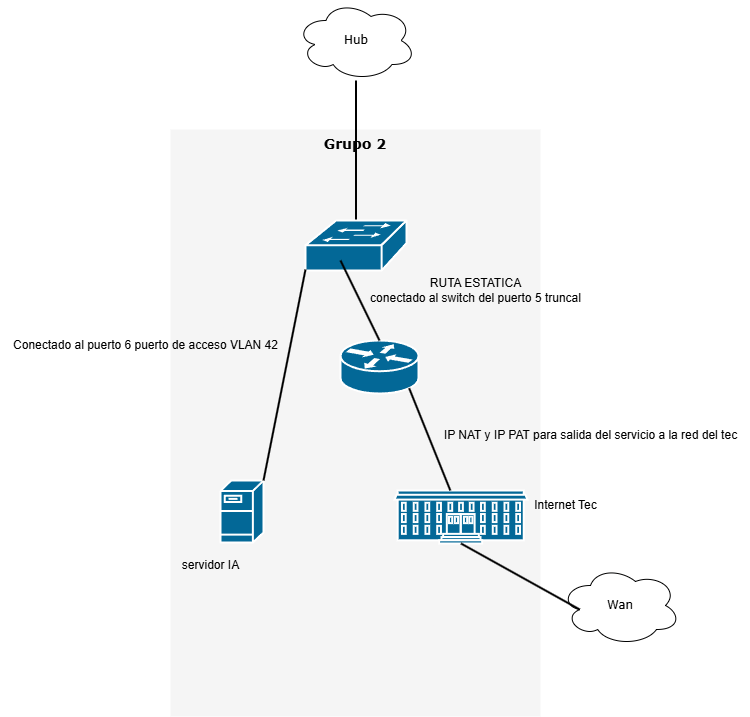 Hub
Grupo 2
RUTA ESTATICA
conectado al switch del puerto 5 truncal
Conectado al puerto 6 puerto de acceso VLAN 42
IP NAT y IP PAT para salida del servicio a la red del tec
Internet Tec
servidor IA
Wan